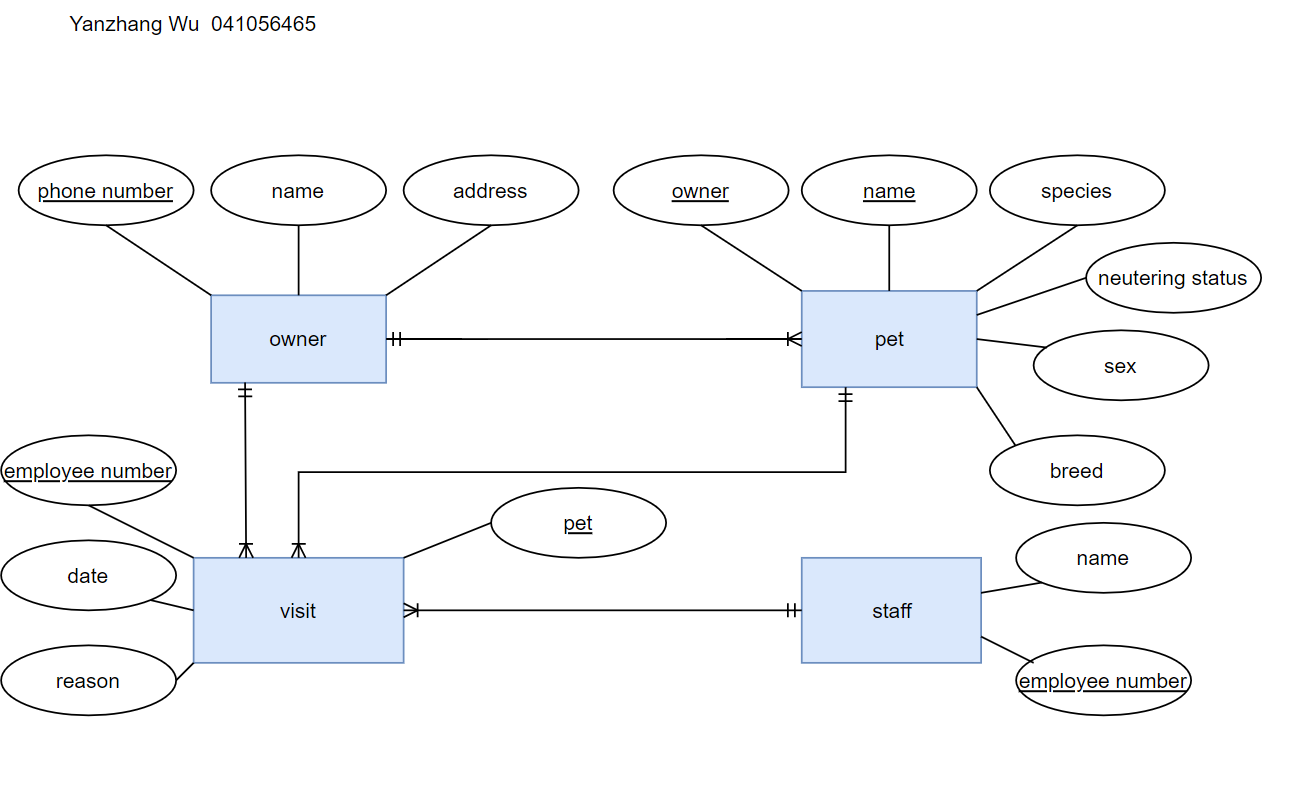 Yanzhang Wu  041056465
phone number
name
address
owner
name
species
neutering status
owner
pet
sex
employee number
breed
pet
name
date
visit
staff
reason
employee number